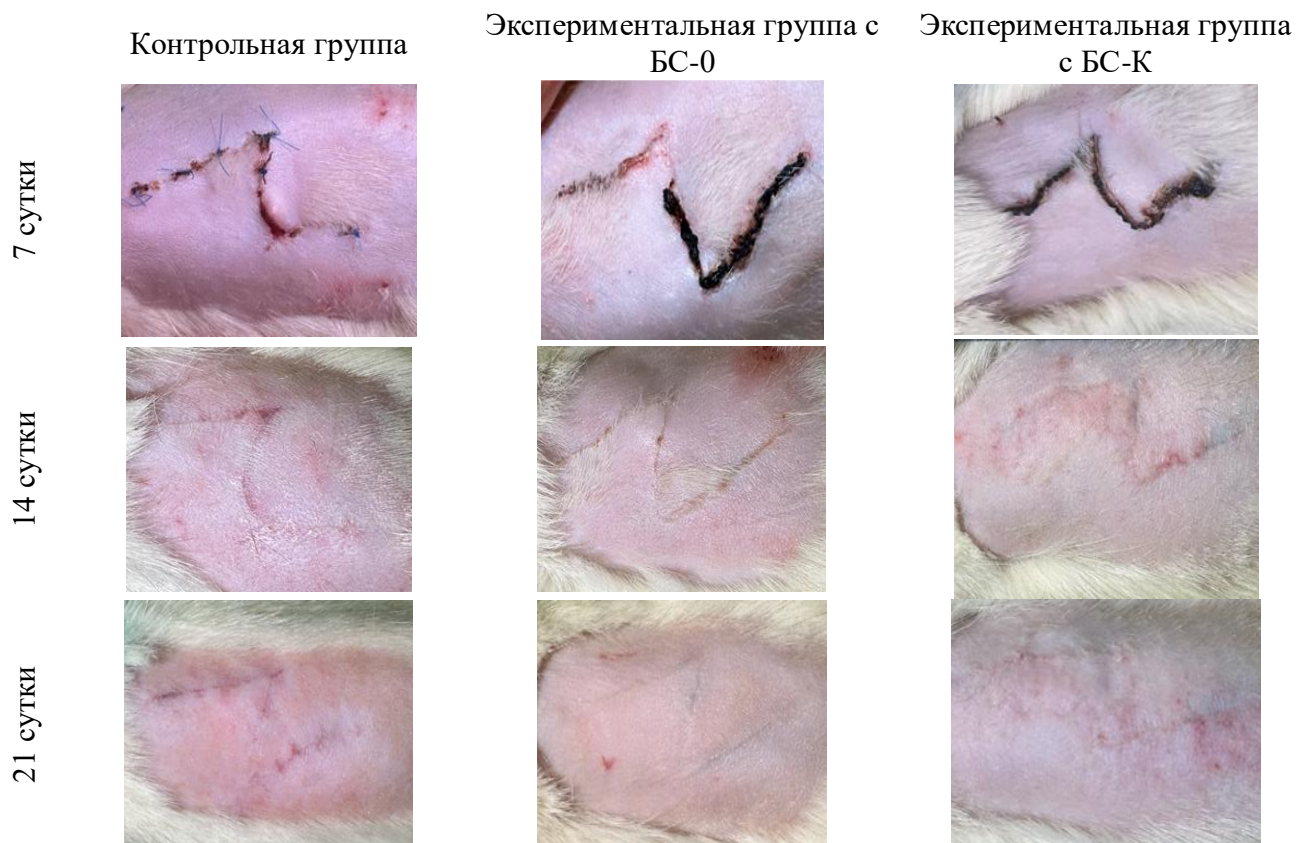 Контрольная группа
Экспериментальная группа с
БС-0
Экспериментальная группа
с БС-К
7 сутки
14 сутки
21 сутки